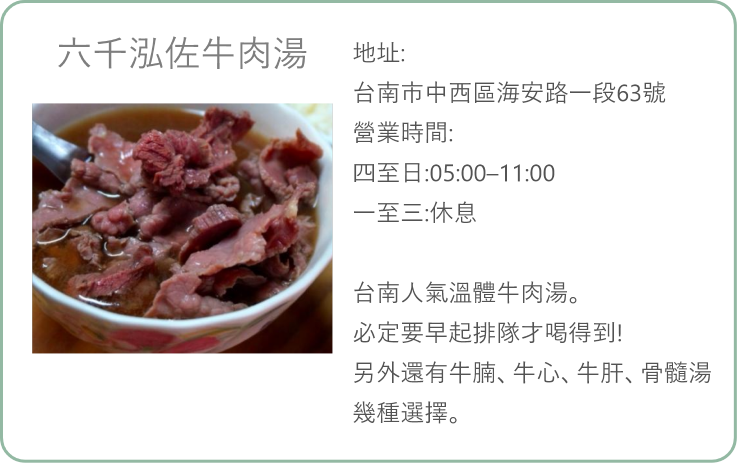 六千泓佐牛肉湯
地址:
台南市中西區海安路一段63號
營業時間:
四至日:05:00–11:00
一至三:休息
台南人氣溫體牛肉湯。
必定要早起排隊才喝得到!
另外還有牛腩、牛心、牛肝、骨髓湯
幾種選擇。